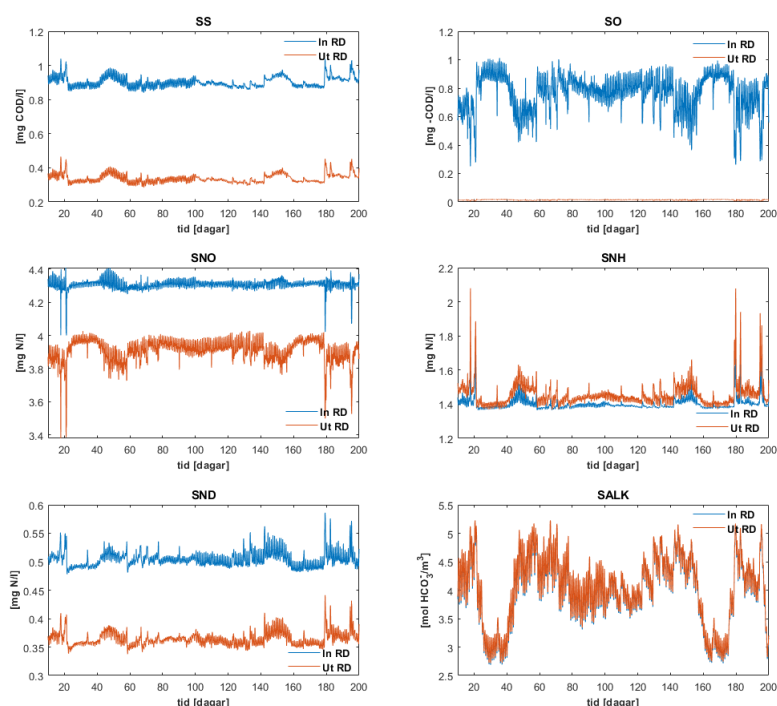 SS
[mg COD/l]
1.2
1
0.8
0.6
0.4
0.2
In RD
Ut RD
20 40 60 80 100 120 140 160 180 200
tid [dagar]
SO
[mg -COD/l]
1.2
1
0.8
0.6
0.4
0.2
0
In RD
Ut RD
20 40 60 80 100 120 140 160 180 200
tid [dagar]
SNO
[mg N/l]
4.4
4.2
4
3.8
3.6
3.4
In RD
Ut RD
20 40 60 80 100 120 140 160 180 200
tid [dagar]
SNH
[mg N/l]
2.2
2
1.8
1.6
1.4
1.2
In RD
Ut RD
20 40 60 80 100 120 140 160 180 200
tid [dagar]
SND
[mg N/l]
0.6
0.55
0.5
0.45
0.4
0.35
0.3
In RD
Ut RD
20 40 60 80 100 120 140 160 180 200
tid [dagar]
SALK
[mol HCO₃⁻/m³]
5.5
5
4.5
4
3.5
3
2.5
In RD
Ut RD
20 40 60 80 100 120 140 160 180 200
tid [dagar]